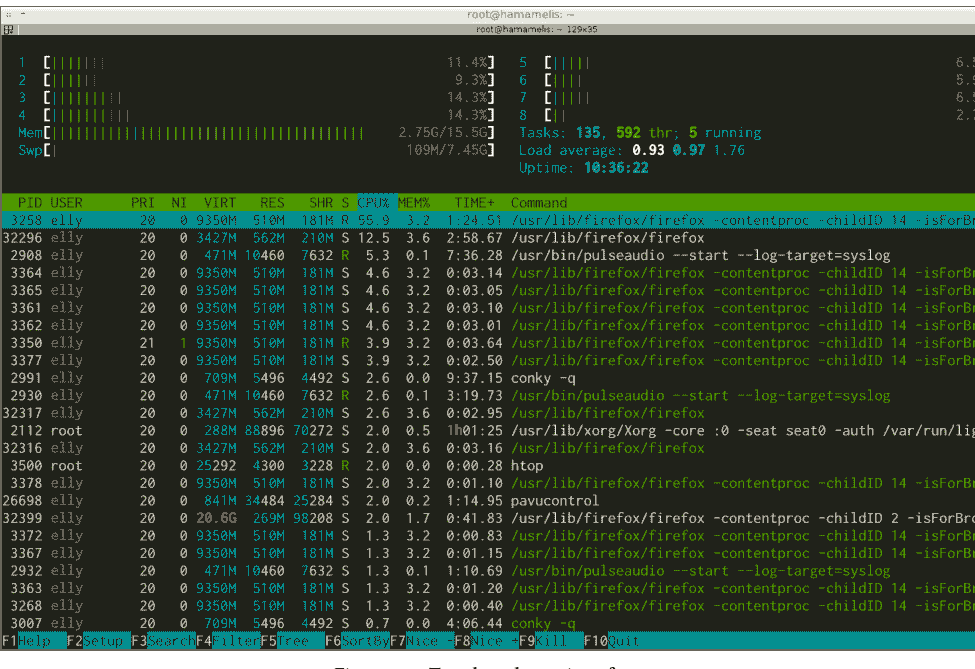 root@hamamelis: ~
root@hamamelis: ~ 129x35
1 [|||||| 11.4%] 5 [||||| 6.5
2 [||||| 9.3%] 6 [|||| 5.9
3 [|||||||| 14.3%] 7 [||||| 6.5
4 [||||||||| 14.3%] 8 [|| 2.7
Mem[||||||||||||||||||||||||||||||||||||| 2.75G/15.5G] Tasks: 135, 592 thr; 5 running
Swp[| 109M/7.45G] Load average: 0.93 0.97 1.76
Uptime: 10:36:22
PID USER PRI NI VIRT RES SHR S CPU% MEM% TIME+ Command
3258 elly 20 0 9350M 510M 181M R 55.9 3.2 1:24.51 /usr/lib/firefox/firefox -contentproc -childID 14 -isForBr
32296 elly 20 0 3427M 562M 210M S 12.5 3.6 2:58.67 /usr/lib/firefox/firefox
2908 elly 20 0 471M 10460 7632 R 5.3 0.1 7:36.28 /usr/bin/pulseaudio --start --log-target=syslog
3364 elly 20 0 9350M 510M 181M S 4.6 3.2 0:03.14 /usr/lib/firefox/firefox -contentproc -childID 14 -isForBr
3365 elly 20 0 9350M 510M 181M S 4.6 3.2 0:03.05 /usr/lib/firefox/firefox -contentproc -childID 14 -isForBr
3361 elly 20 0 9350M 510M 181M S 4.6 3.2 0:03.10 /usr/lib/firefox/firefox -contentproc -childID 14 -isForBr
3362 elly 20 0 9350M 510M 181M S 4.6 3.2 0:03.01 /usr/lib/firefox/firefox -contentproc -childID 14 -isForBr
3350 elly 21 1 9350M 510M 181M R 3.9 3.2 0:03.64 /usr/lib/firefox/firefox -contentproc -childID 14 -isForBr
3377 elly 20 0 9350M 510M 181M S 3.9 3.2 0:02.50 /usr/lib/firefox/firefox -contentproc -childID 14 -isForBr
2991 elly 20 0 709M 5496 4492 S 2.6 0.0 9:37.15 conky -q
2930 elly 20 0 471M 10460 7632 R 2.6 0.1 3:19.73 /usr/bin/pulseaudio --start --log-target=syslog
32317 elly 20 0 3427M 562M 210M S 2.6 3.6 0:02.95 /usr/lib/firefox/firefox
2112 root 20 0 288M 88896 70272 S 2.0 0.5 1h01:25 /usr/lib/xorg/Xorg -core :0 -seat seat0 -auth /var/run/lig
32316 elly 20 0 3427M 562M 210M S 2.0 3.6 0:03.16 /usr/lib/firefox/firefox
3500 root 20 0 25292 4300 3228 R 2.0 0.0 0:00.28 htop
3378 elly 20 0 9350M 510M 181M S 2.0 3.2 0:01.10 /usr/lib/firefox/firefox -contentproc -childID 14 -isForBr
26698 elly 20 0 841M 34484 25284 S 2.0 0.2 1:14.95 pavucontrol
32399 elly 20 0 20.6G 269M 98208 S 2.0 1.7 0:41.83 /usr/lib/firefox/firefox -contentproc -childID 2 -isForBro
3372 elly 20 0 9350M 510M 181M S 1.3 3.2 0:00.83 /usr/lib/firefox/firefox -contentproc -childID 14 -isForBr
3367 elly 20 0 9350M 510M 181M S 1.3 3.2 0:01.15 /usr/lib/firefox/firefox -contentproc -childID 14 -isForBr
2932 elly 20 0 471M 10460 7632 S 1.3 0.1 1:10.69 /usr/bin/pulseaudio --start --log-target=syslog
3363 elly 20 0 9350M 510M 181M S 1.3 3.2 0:01.20 /usr/lib/firefox/firefox -contentproc -childID 14 -isForBr
3268 elly 20 0 9350M 510M 181M S 1.3 3.2 0:00.40 /usr/lib/firefox/firefox -contentproc -childID 14 -isForBr
3007 elly 20 0 709M 5496 4492 S 0.7 0.0 4:06.44 conky -q
F1Help F2Setup F3SearchF4FilterF5Tree F6SortByF7Nice -F8Nice +F9Kill F10Quit